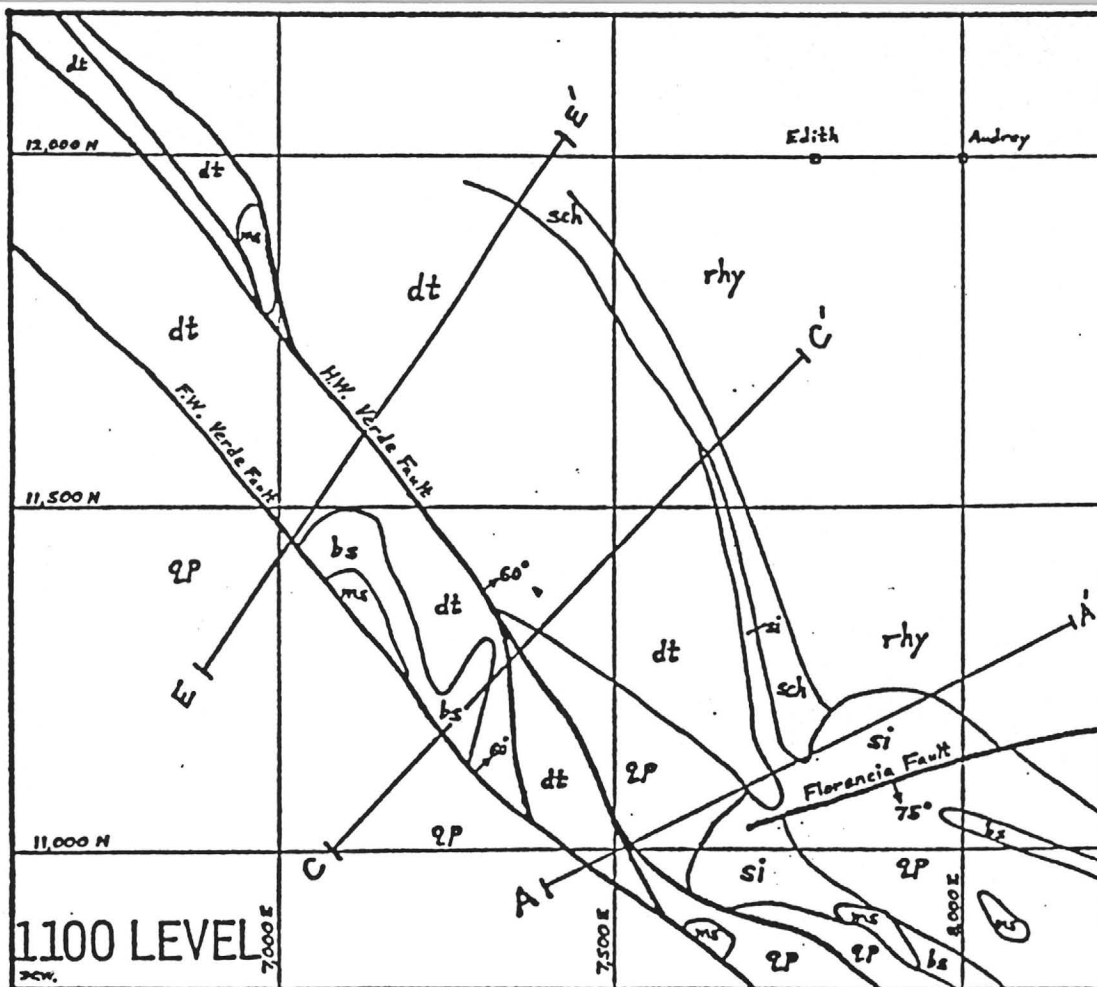 dt
E'
12,000 N
Edith
Audrey
dt
sch
ms
rhy
dt
dt
C'
F.W. Verde Fault
H.W. Verde Fault
11,500 N
bs
qp
60°
ms
dt
A'
si
rhy
dt
E
sch
bs
si
60°
qp
Florencia Fault
dt
75°
bs
11,000 N
qp
C
qp
si
A
ms
ms
ms
1100 LEVEL
7,000 E
7,500 E
8,000 E
qp
qp
bs